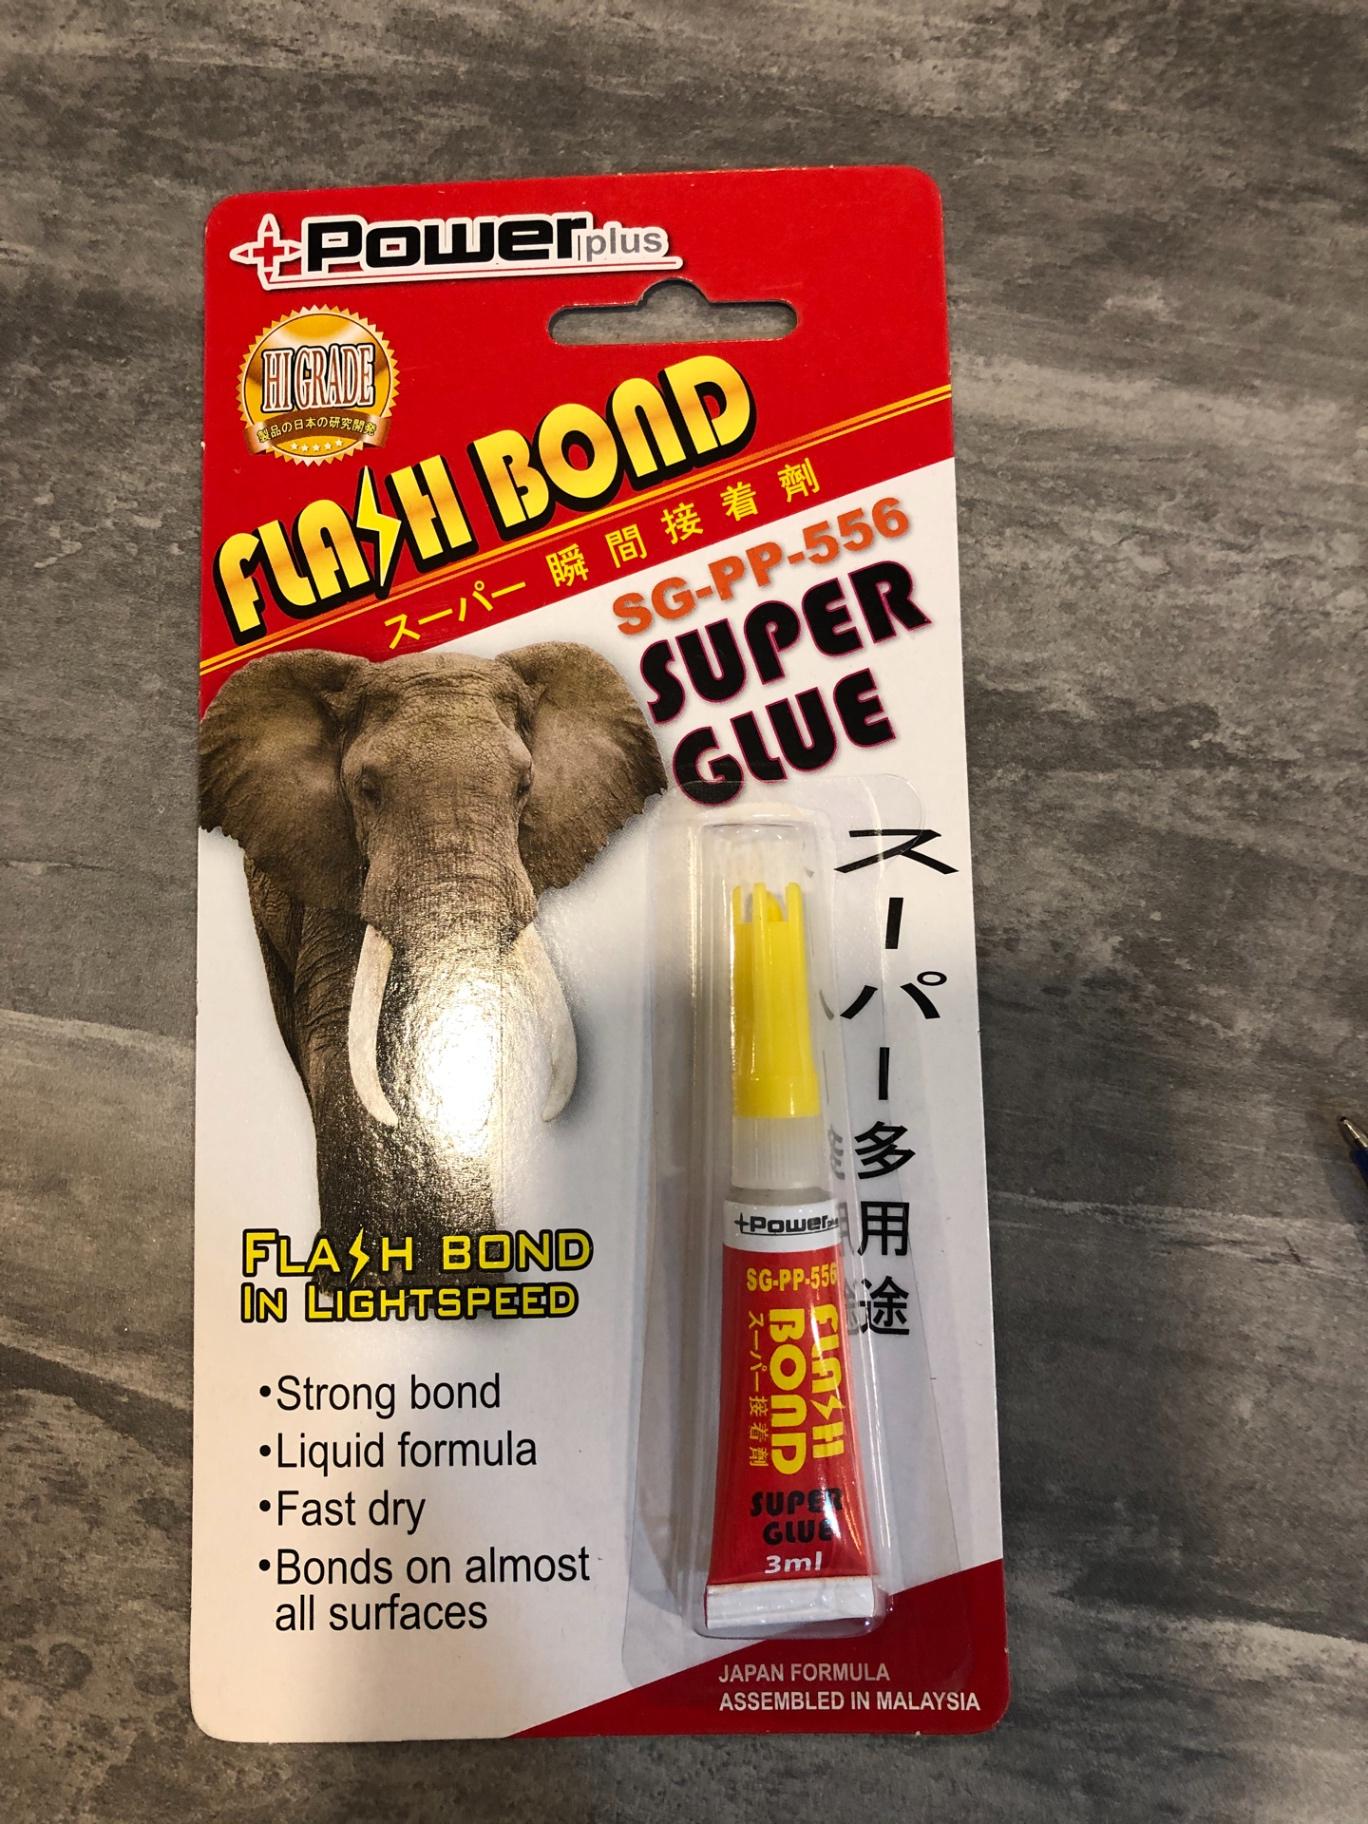 +Power plus
HI GRADE
製品の日本の研究開発
FLASH BOND
スーパー 瞬間接着劑
SG-PP-556
SUPER
GLUE
スーパー多用途
FLASH BOND
IN LIGHTSPEED
•Strong bond
•Liquid formula
•Fast dry
•Bonds on almost
all surfaces
+Power plus
SG-PP-556
FLASH
BOND
スーパー接着劑
SUPER
GLUE
3ml
JAPAN FORMULA
ASSEMBLED IN MALAYSIA